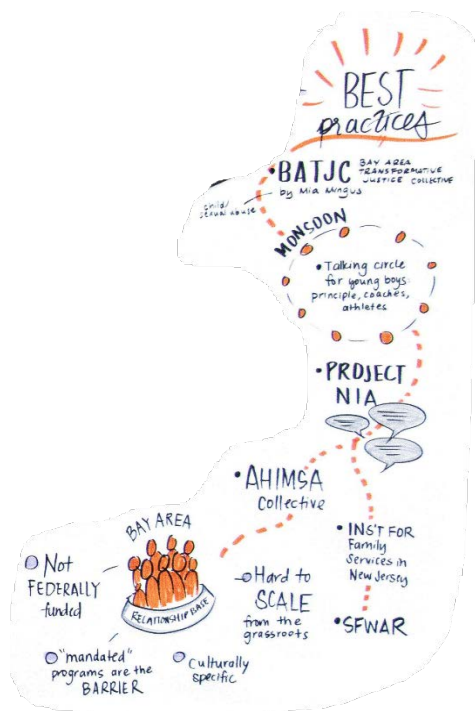 BEST
practices
• BATJC BAY AREA
TRANSFORMATIVE
JUSTICE COLLECTIVE
by Mia Mingus
child/
sexual abuse
MONSOON
• Talking circle
for young boys:
principle, coaches,
athletes
• PROJECT
NIA
• AHIMSA
Collective
BAY AREA
RELATIONSHIP BASE
Not
FEDERALLY
funded
"mandated"
programs are the
BARRIER
Culturally
specific
Hard to
SCALE
from the
grassroots
• INS'T FOR
Family
Services in
New Jersey
• SFWAR